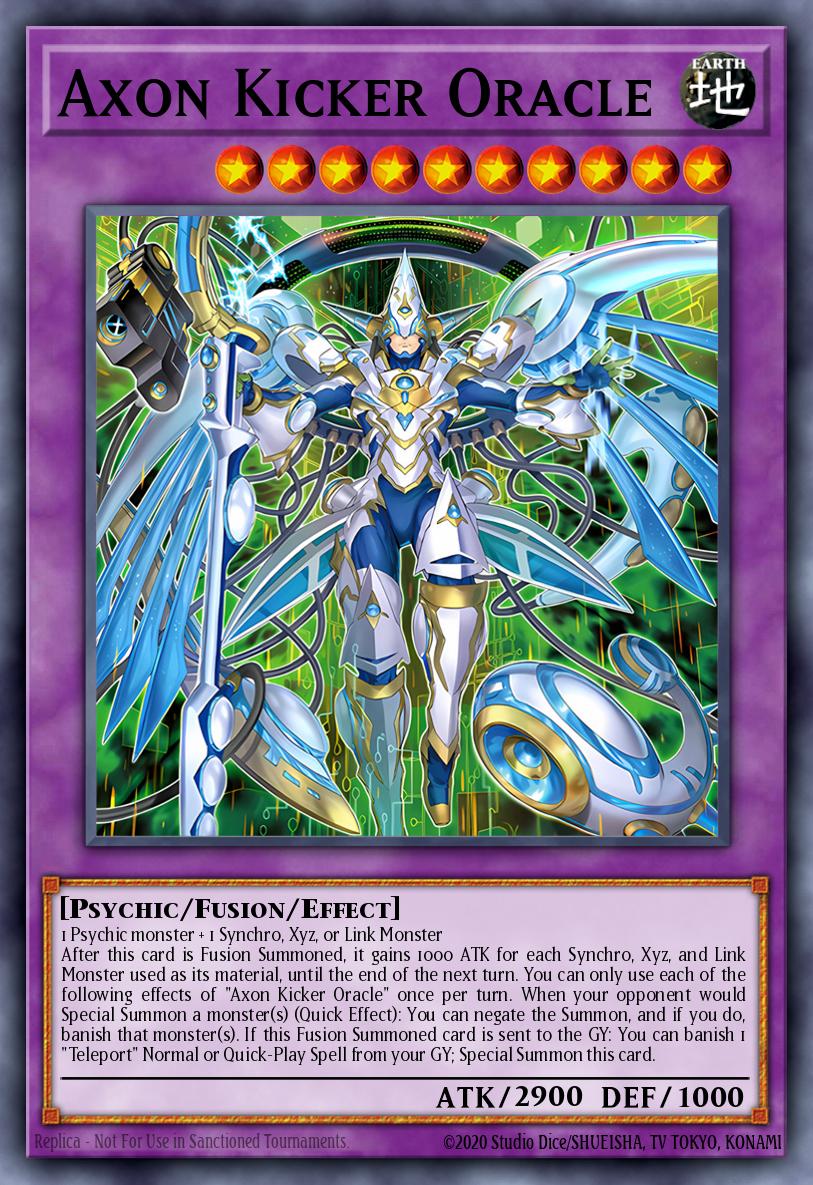 Axon Kicker Oracle
EARTH
地
[Psychic/Fusion/Effect]
1 Psychic monster + 1 Synchro, Xyz, or Link Monster
After this card is Fusion Summoned, it gains 1000 ATK for each Synchro, Xyz, and Link
Monster used as its material, until the end of the next turn. You can only use each of the
following effects of "Axon Kicker Oracle" once per turn. When your opponent would
Special Summon a monster(s) (Quick Effect): You can negate the Summon, and if you do,
banish that monster(s). If this Fusion Summoned card is sent to the GY: You can banish 1
"Teleport" Normal or Quick-Play Spell from your GY; Special Summon this card.
ATK/2900 DEF/1000
Replica - Not For Use in Sanctioned Tournaments.
©2020 Studio Dice/SHUEISHA, TV TOKYO, KONAMI